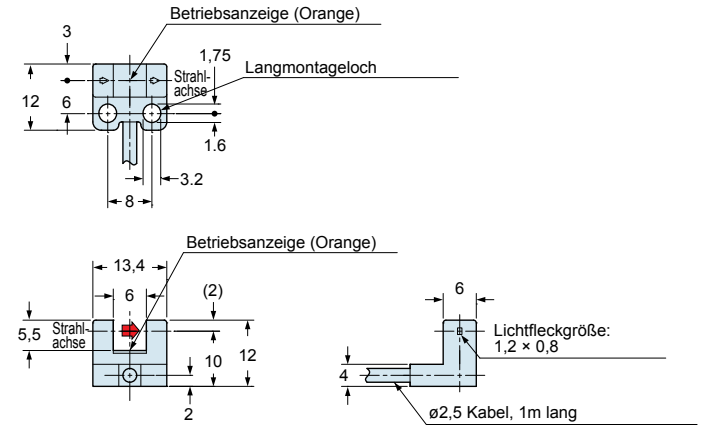 Betriebsanzeige (Orange)
3
1,75
Langmontageloch
Strahl-
achse
12
6
1.6
3.2
8
Betriebsanzeige (Orange)
13,4
6
(2)
6
5,5
Strahl-
achse
Lichtfleckgröße:
1,2 × 0,8
10
12
4
2
ø2,5 Kabel, 1m lang